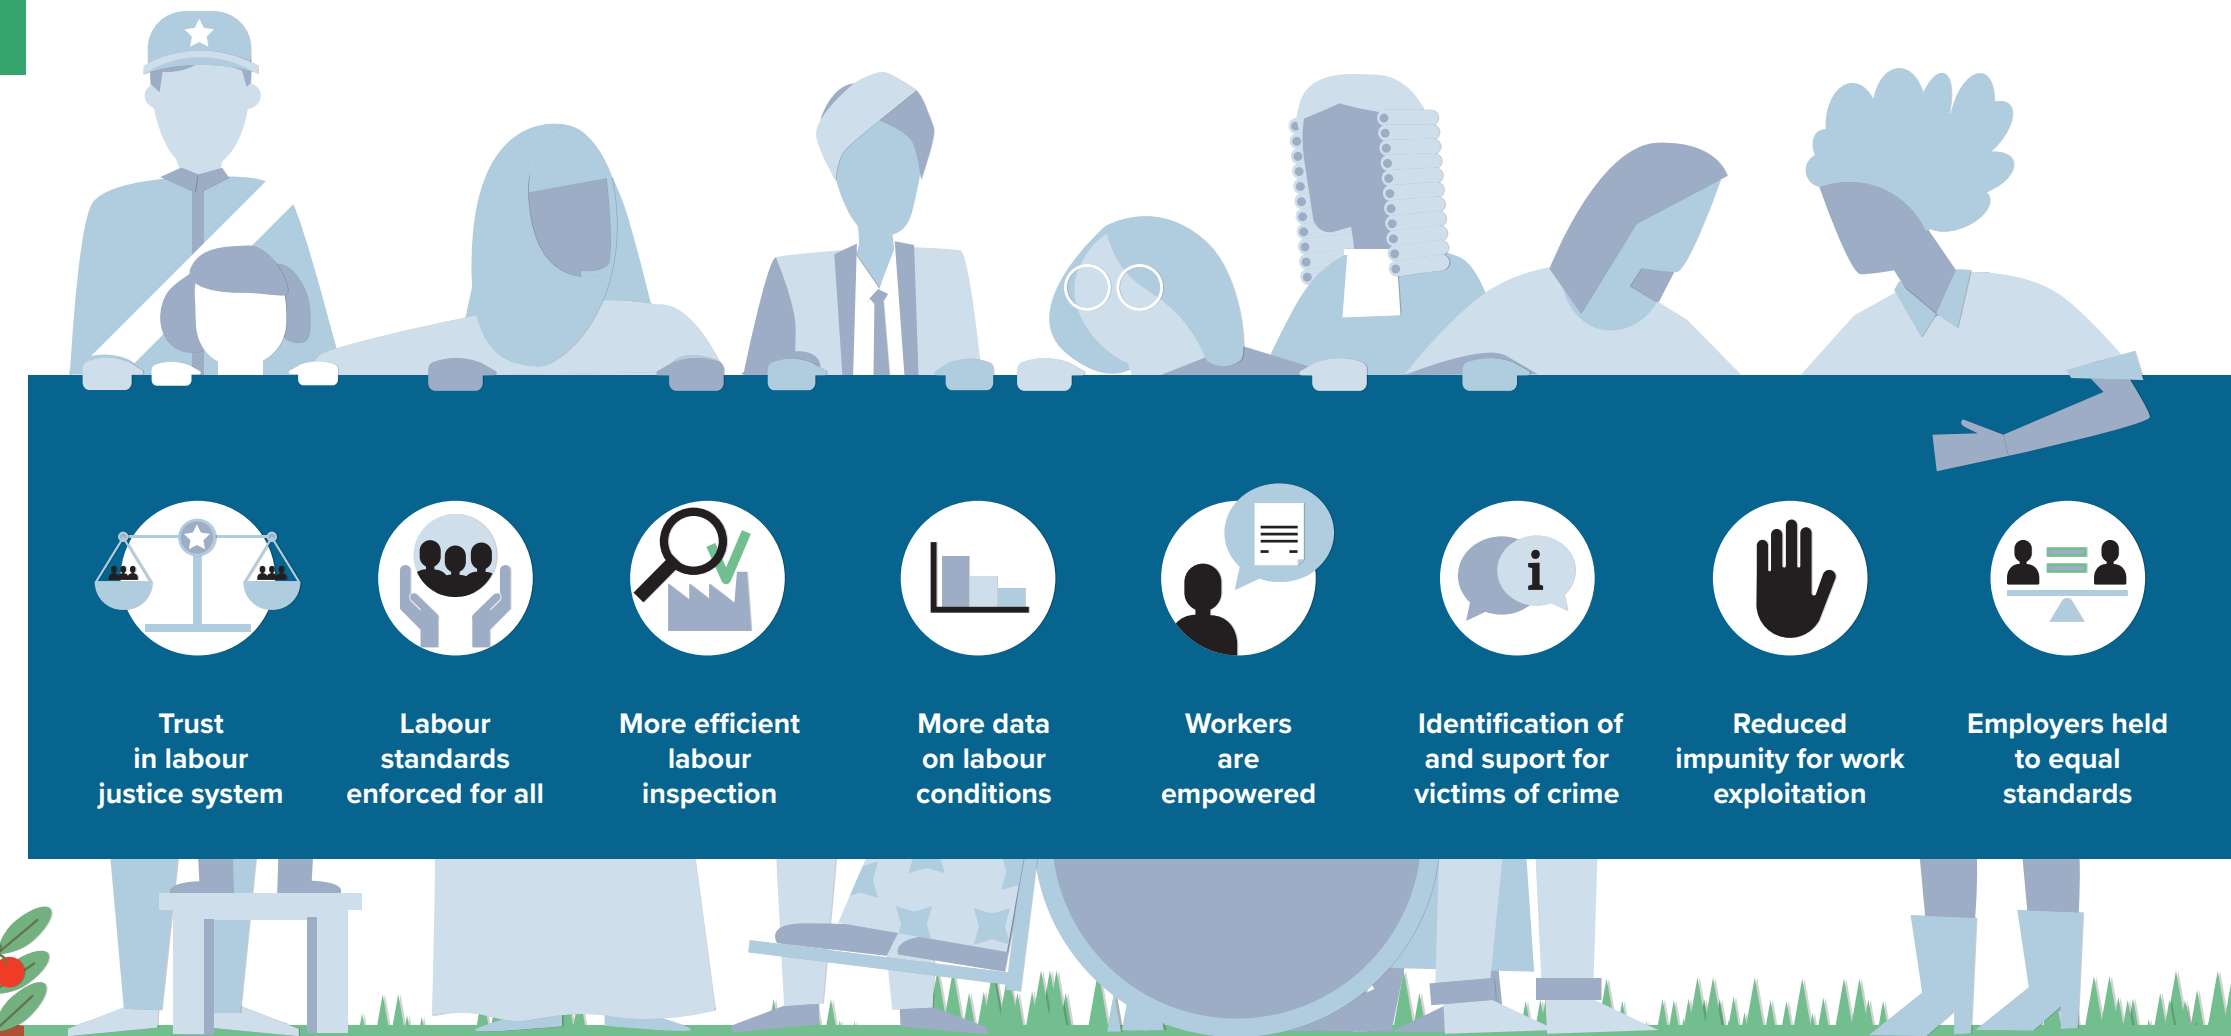 Trust
in labour
justice system
Labour
standards
enforced for all
More efficient
labour
inspection
More data
on labour
conditions
Workers
are
empowered
Identification of
and suport for
victims of crime
Reduced
impunity for work
exploitation
Employers held
to equal
standards